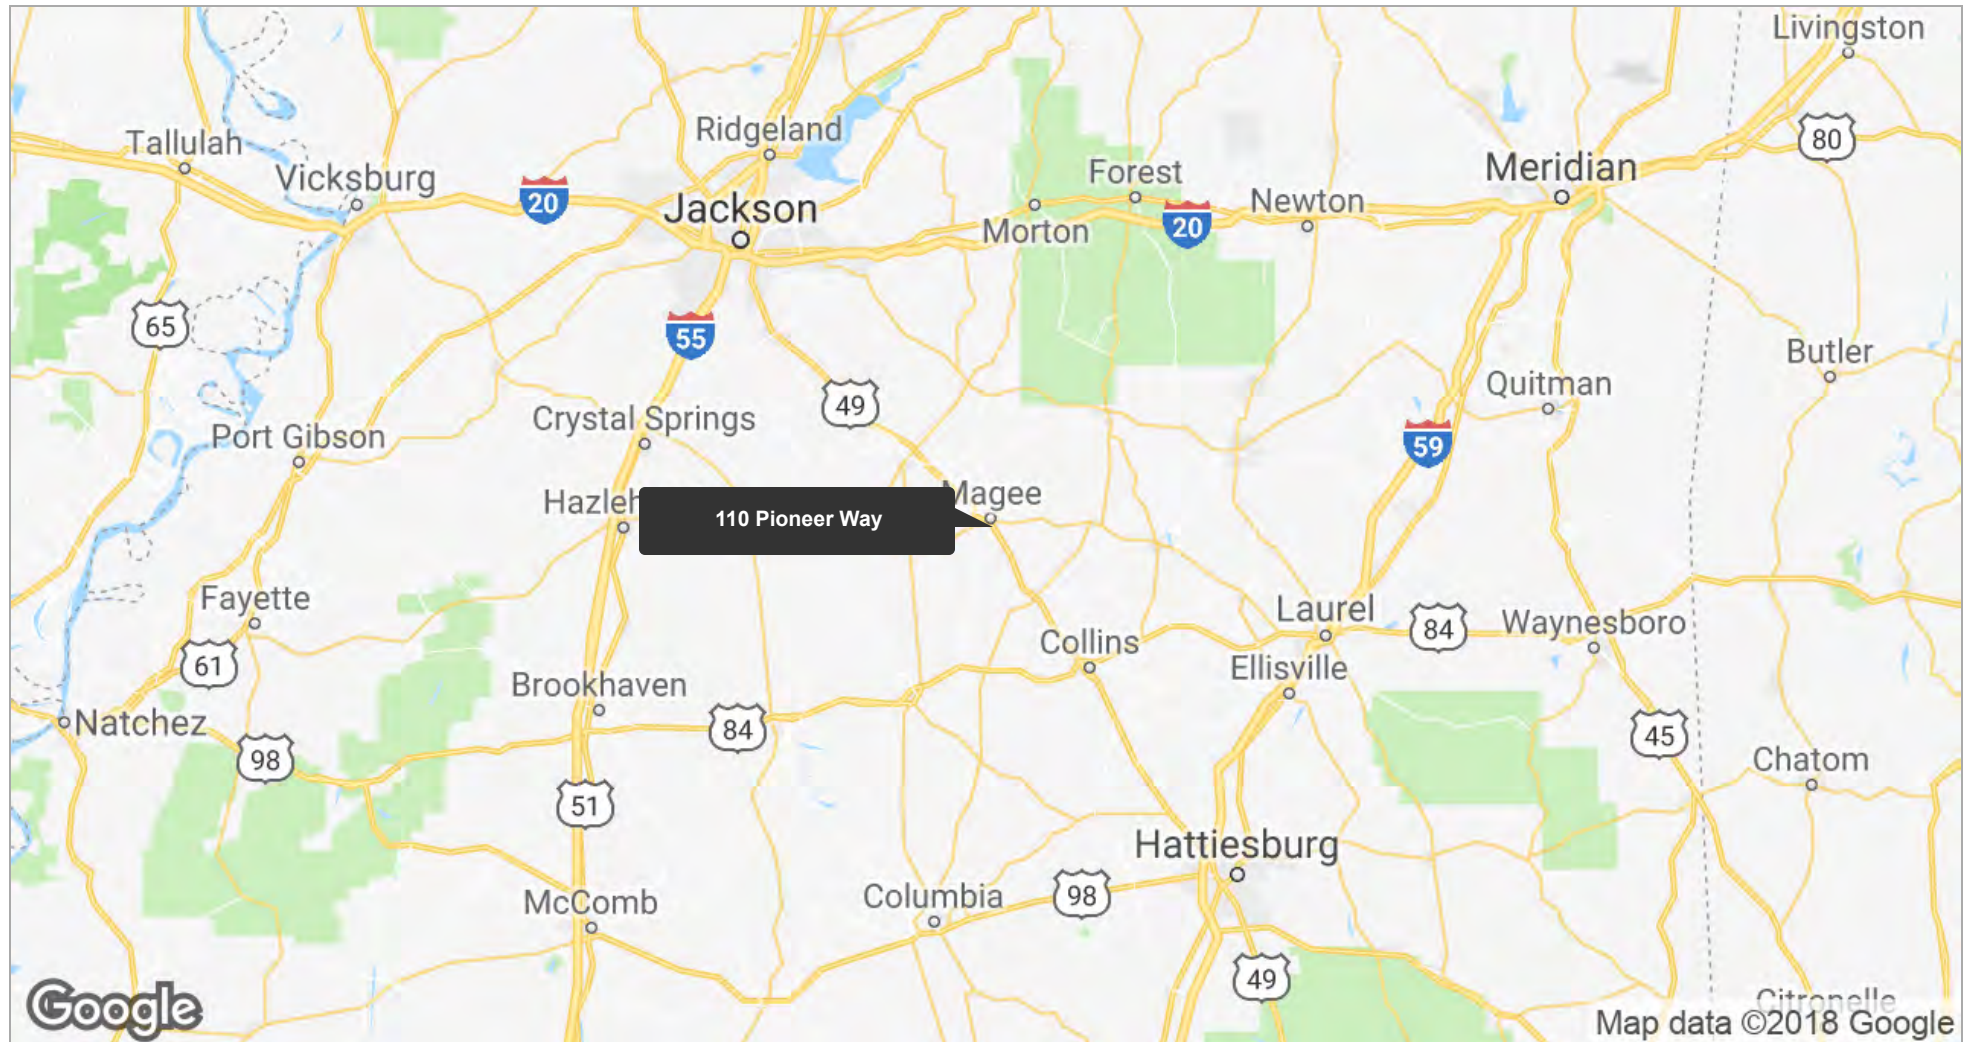 Livingston
Ridgeland
Tallulah
80
Vicksburg
Forest
Meridian
20
Jackson
Newton
Morton
20
65
55
Butler
49
Quitman
Crystal Springs
Port Gibson
59
Magee
110 Pioneer Way
Fayette
Laurel
84
Waynesboro
Collins
61
Ellisville
Brookhaven
Natchez
84
45
98
Chatom
51
Hattiesburg
McComb
Columbia
98
49
Citronelle
Google
Map data ©2018 Google